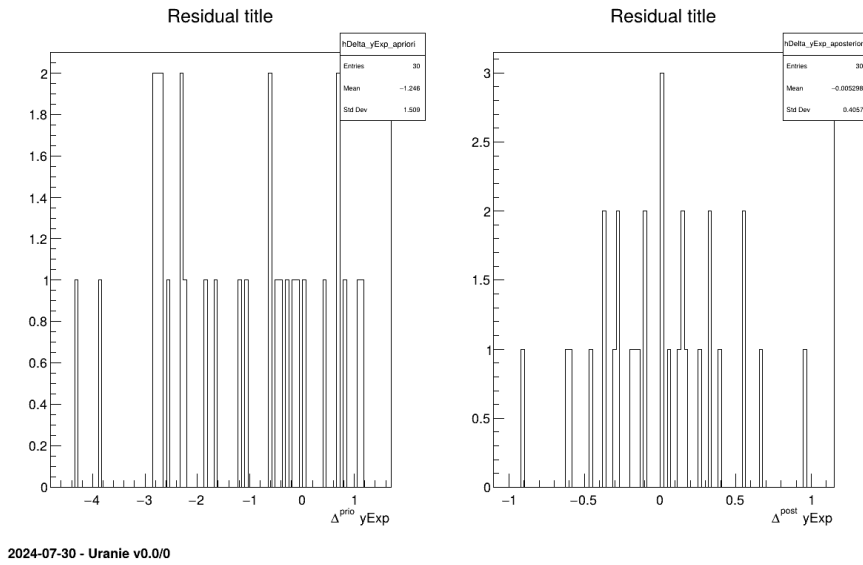 Residual title
hDelta_yExp_apriori
Entries 30
Mean −1.246
Std Dev 1.509
2
1.8
1.6
1.4
1.2
1
0.8
0.6
0.4
0.2
0
−4 −3 −2 −1 0 1
Δprio yExp
Residual title
hDelta_yExp_aposterior
Entries 30
Mean −0.005298
Std Dev 0.4057
3
2.5
2
1.5
1
0.5
0
−1 −0.5 0 0.5 1
Δpost yExp
2024-07-30 - Uranie v0.0/0